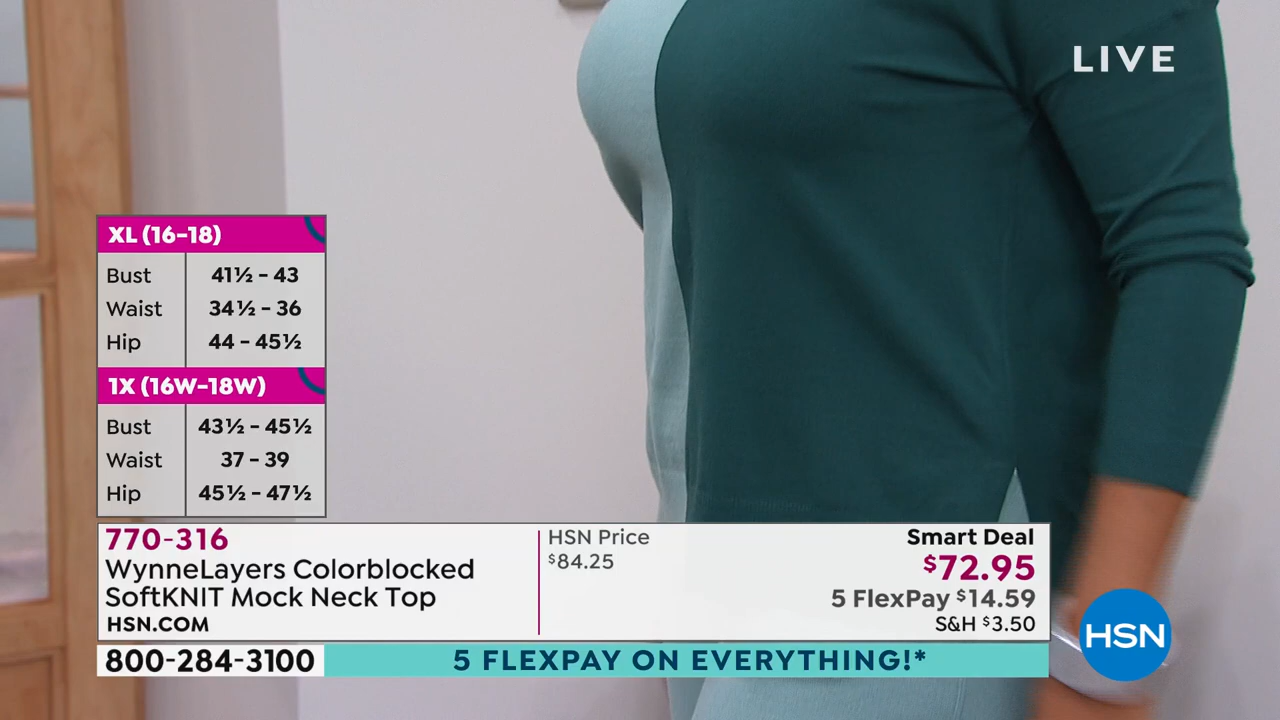 LIVE
XL (16-18)
Bust 41½ - 43
Waist 34½ - 36
Hip 44 - 45½
1X (16W-18W)
Bust 43½ - 45½
Waist 37 - 39
Hip 45½ - 47½
770-316
WynneLayers Colorblocked
SoftKNIT Mock Neck Top
HSN.COM
HSN Price
$84.25
Smart Deal
$72.95
5 FlexPay $14.59
S&H $3.50
HSN
800-284-3100
5 FLEXPAY ON EVERYTHING!*